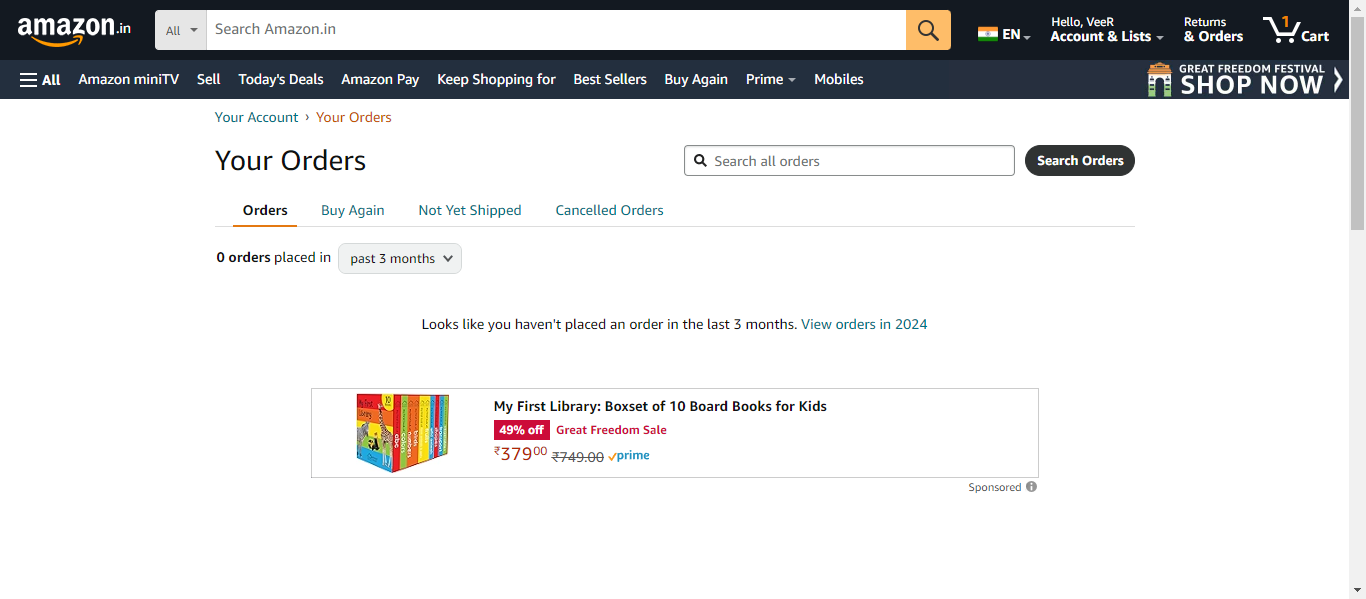 amazon.in
All
Search Amazon.in
EN
Hello, VeeR
Account & Lists
Returns
& Orders
1
Cart
All
Amazon miniTV
Sell
Today's Deals
Amazon Pay
Keep Shopping for
Best Sellers
Buy Again
Prime
Mobiles
GREAT FREEDOM FESTIVAL
SHOP NOW
Your Account › Your Orders
Your Orders
Search all orders
Search Orders
Orders
Buy Again
Not Yet Shipped
Cancelled Orders
0 orders placed in
past 3 months
Looks like you haven't placed an order in the last 3 months. View orders in 2024
My First Library: Boxset of 10 Board Books for Kids
49% off Great Freedom Sale
₹37900 ₹749.00 prime
Sponsored